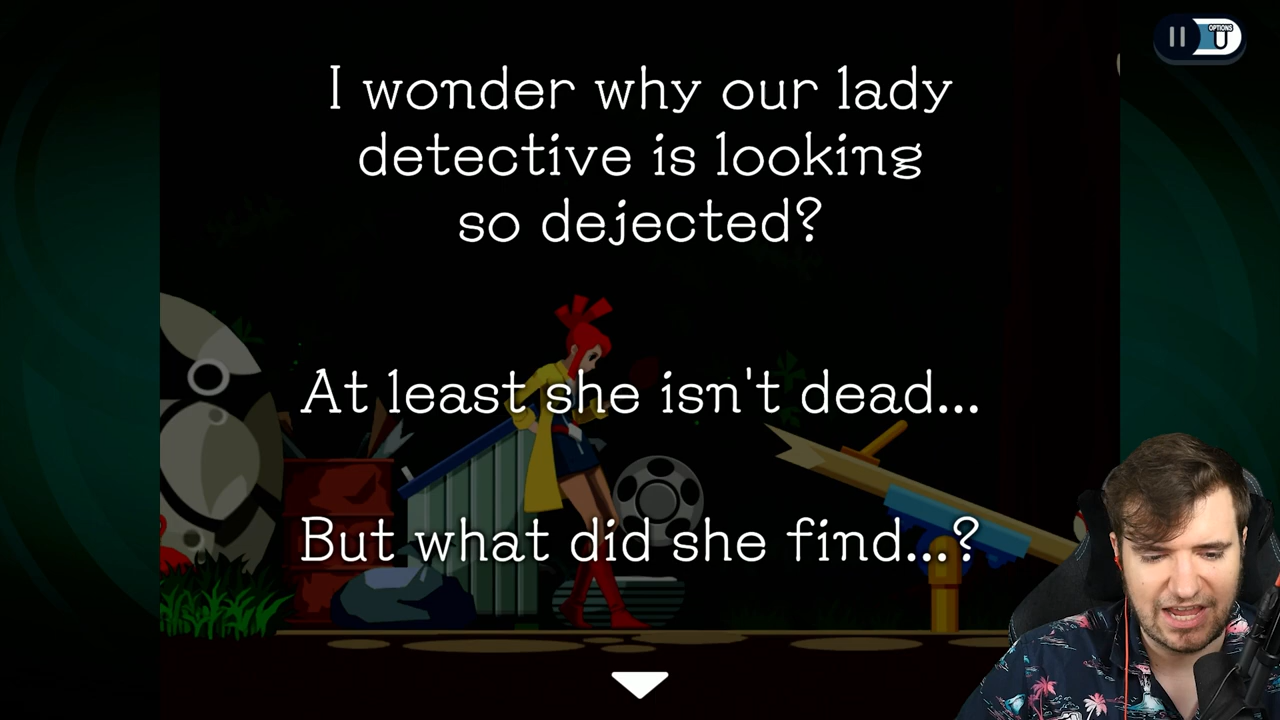 OPTIONS
I wonder why our lady
detective is looking
so dejected?
At least she isn't dead...
But what did she find...?